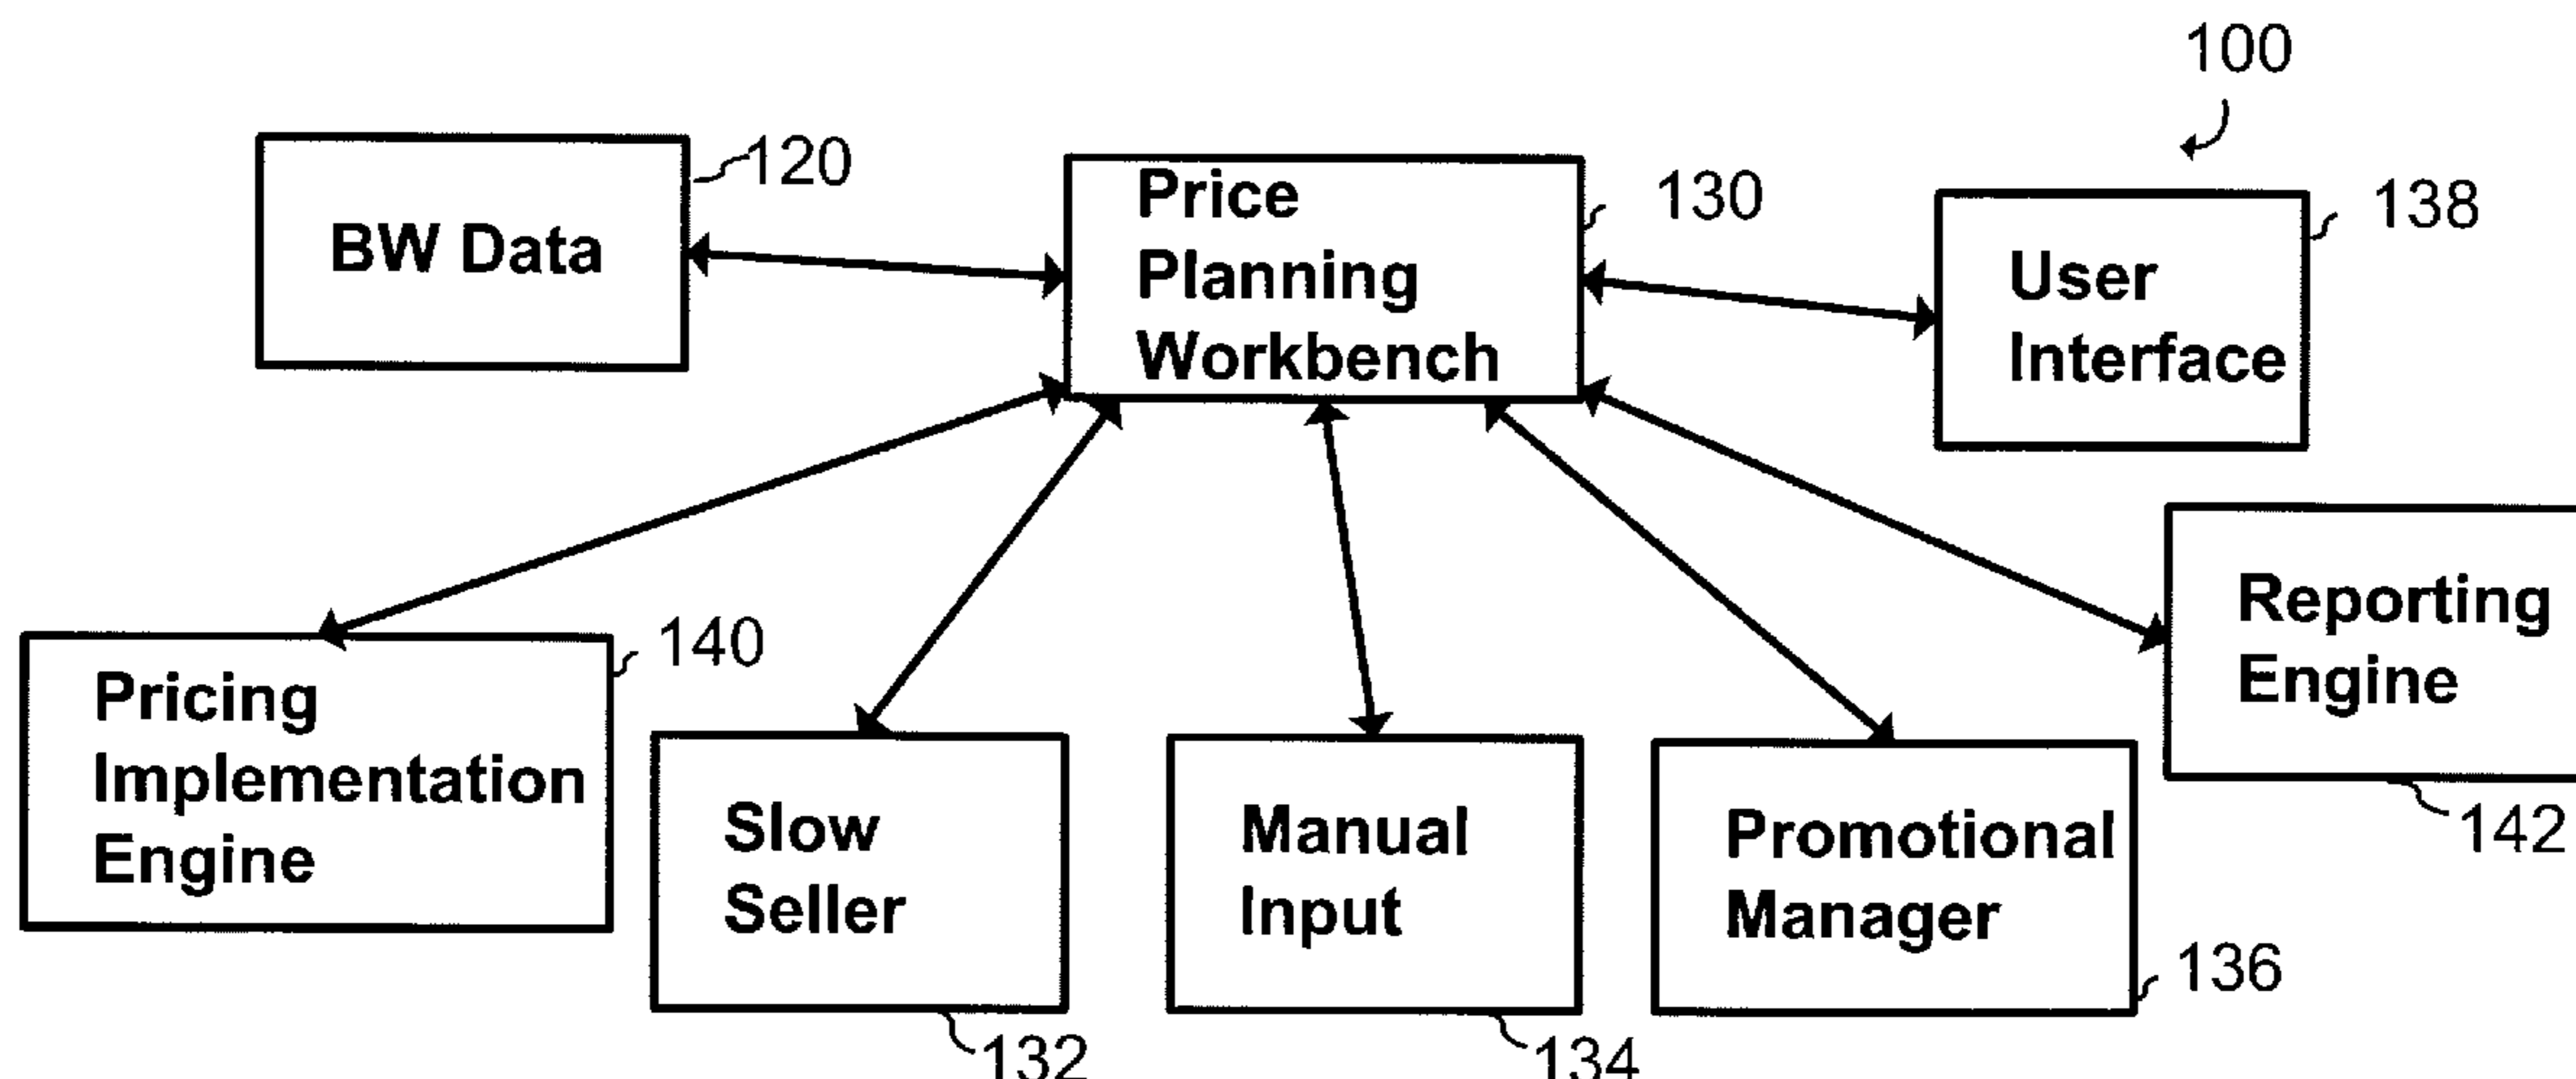 100
120
BW Data
Price
Planning
Workbench
130
User
Interface
138
Pricing
Implementation
Engine
140
Slow
Seller
132
Manual
Input
134
Promotional
Manager
136
Reporting
Engine
142